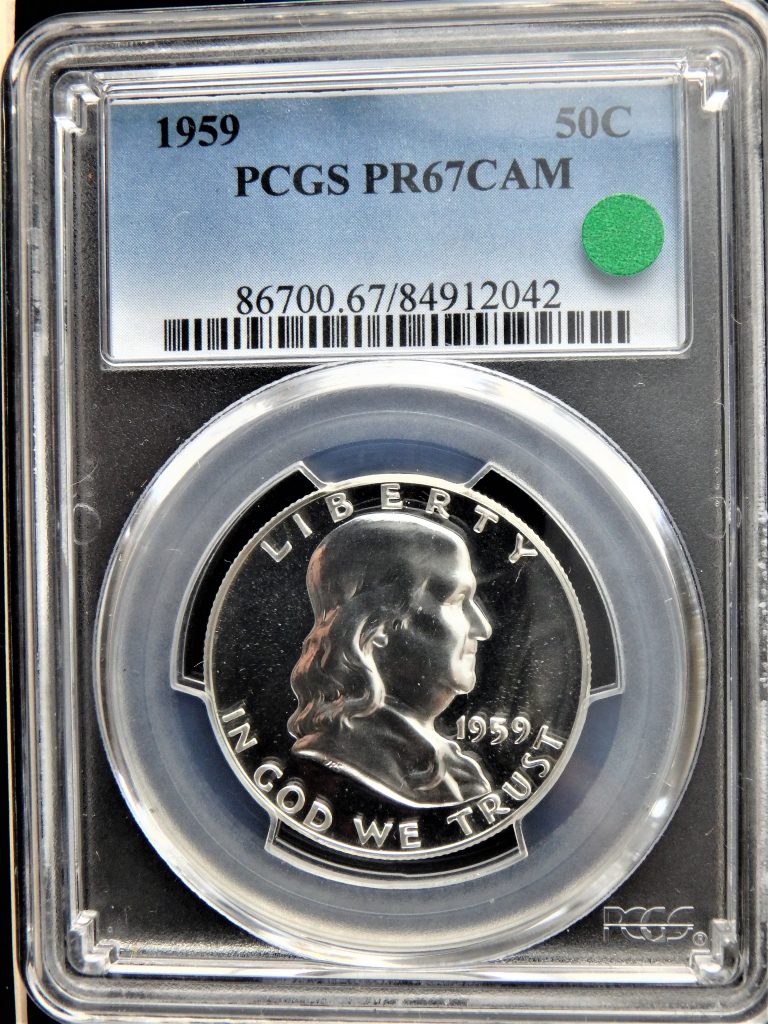 1959 50C
PCGS PR67CAM
86700.67/84912042
LIBERTY
1959
IN GOD WE TRUST
PCGS®